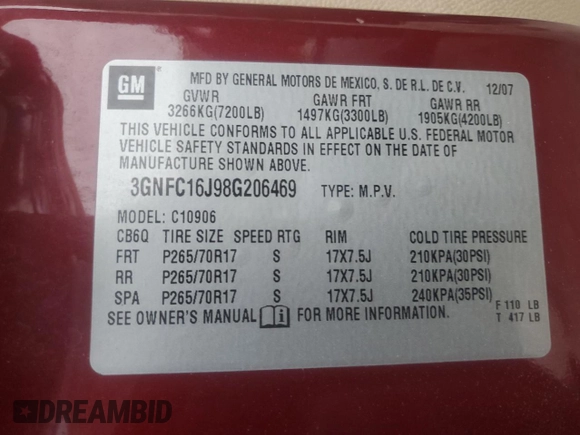 GM
MFD BY GENERAL MOTORS DE MEXICO, S. DE R.L. DE C.V. 12/07
GVWR GAWR FRT GAWR RR
3266KG(7200LB) 1497KG(3300LB) 1905KG(4200LB)
THIS VEHICLE CONFORMS TO ALL APPLICABLE U.S. FEDERAL MOTOR
VEHICLE SAFETY STANDARDS IN EFFECT ON THE DATE OF
MANUFACTURE SHOWN ABOVE.
3GNFC16J98G206469 TYPE: M.P.V.
MODEL: C10906
CB6Q TIRE SIZE SPEED RTG RIM COLD TIRE PRESSURE
FRT P265/70R17 S 17X7.5J 210KPA(30PSI)
RR P265/70R17 S 17X7.5J 210KPA(30PSI)
SPA P265/70R17 S 17X7.5J 240KPA(35PSI)
SEE OWNER'S MANUAL i FOR MORE INFORMATION.
F 110 LB
T 417 LB
DREAMBID